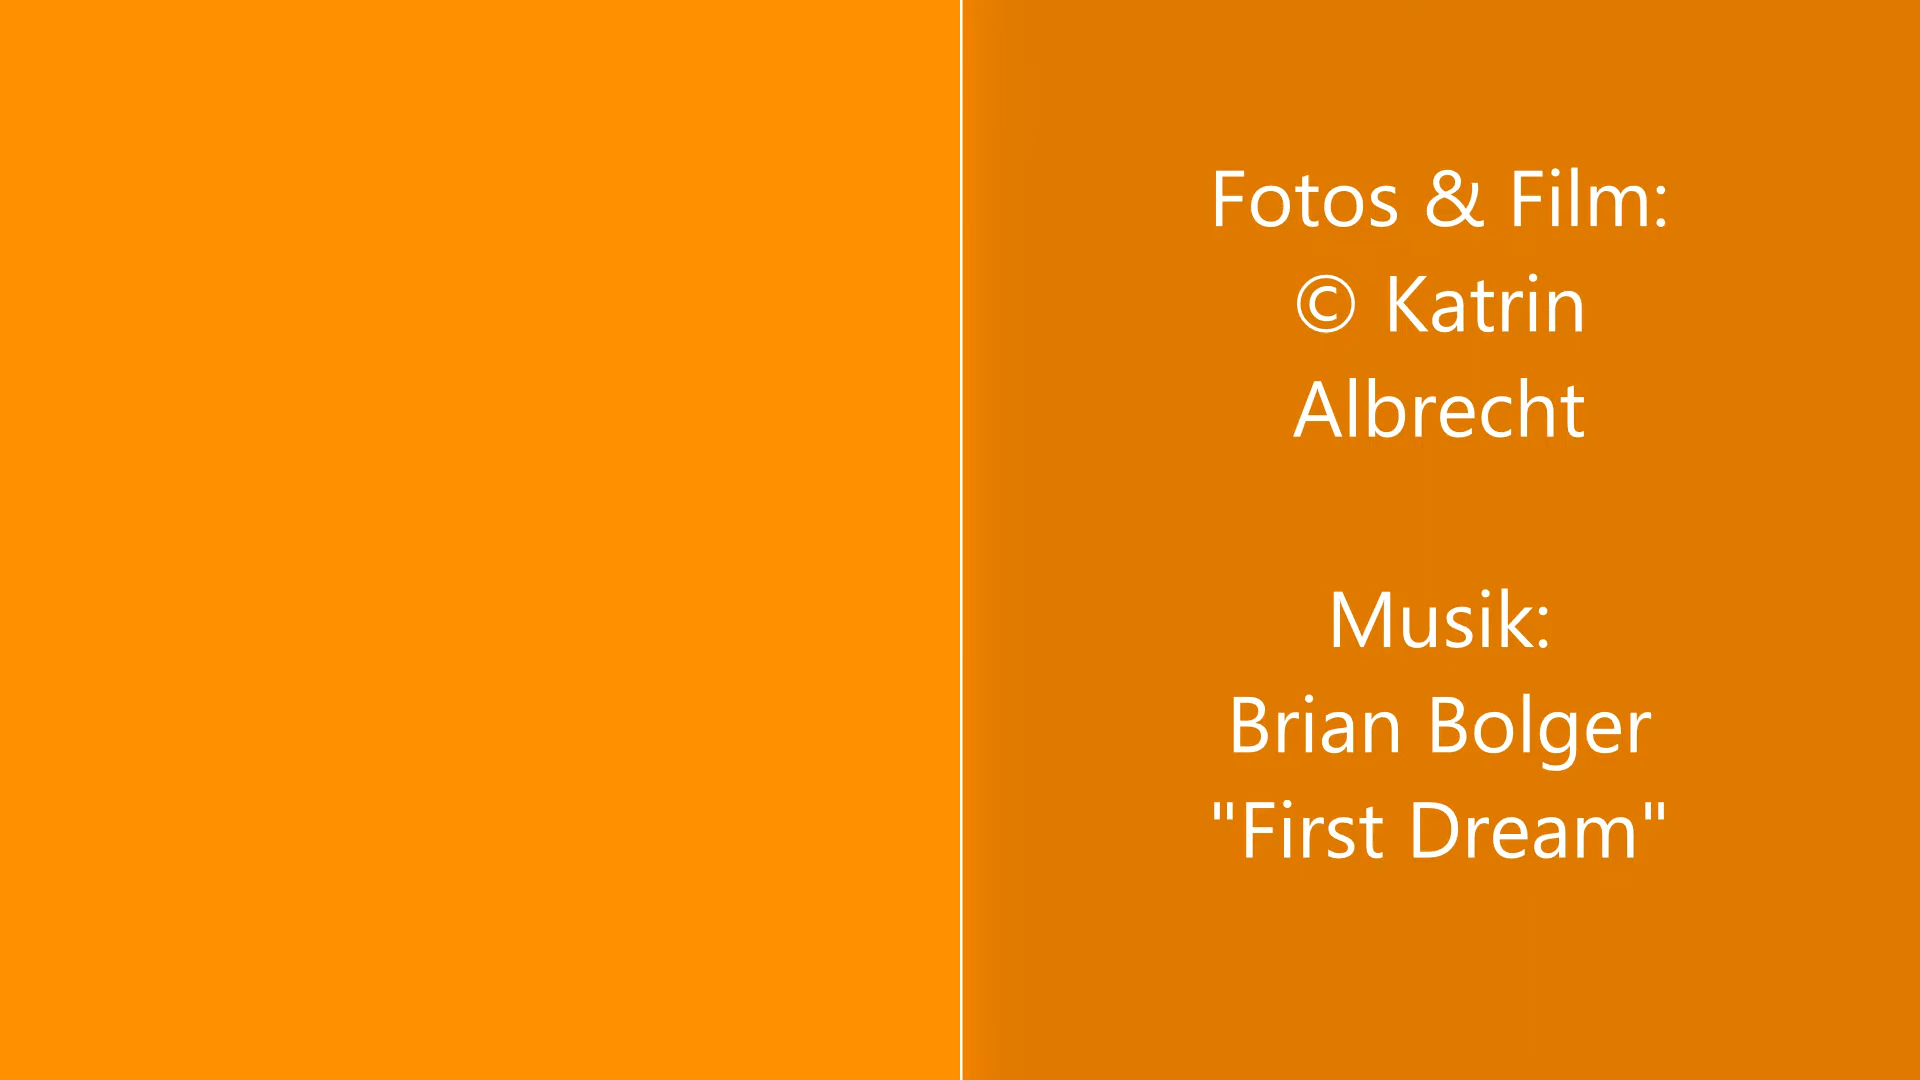 Fotos & Film:
© Katrin
Albrecht
Musik:
Brian Bolger
"First Dream"